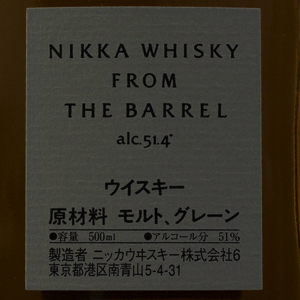 NIKKA WHISKY
FROM
THE BARREL
alc.51.4°
ウイスキー
原材料 モルト、グレーン
●容量 500ml ●アルコール分 51%
製造者 ニッカウヰスキー株式会社6
東京都港区南青山5-4-31